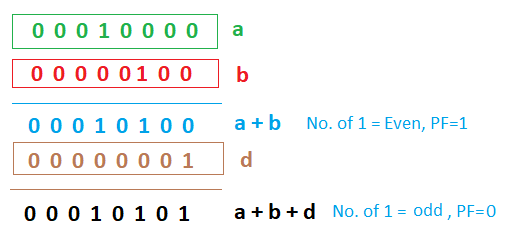 0 0 0 1 0 0 0 0 a
0 0 0 0 0 1 0 0 b
0 0 0 1 0 1 0 0 a + b No. of 1 = Even, PF=1
0 0 0 0 0 0 0 1 d
0 0 0 1 0 1 0 1 a + b + d No. of 1 = odd , PF=0